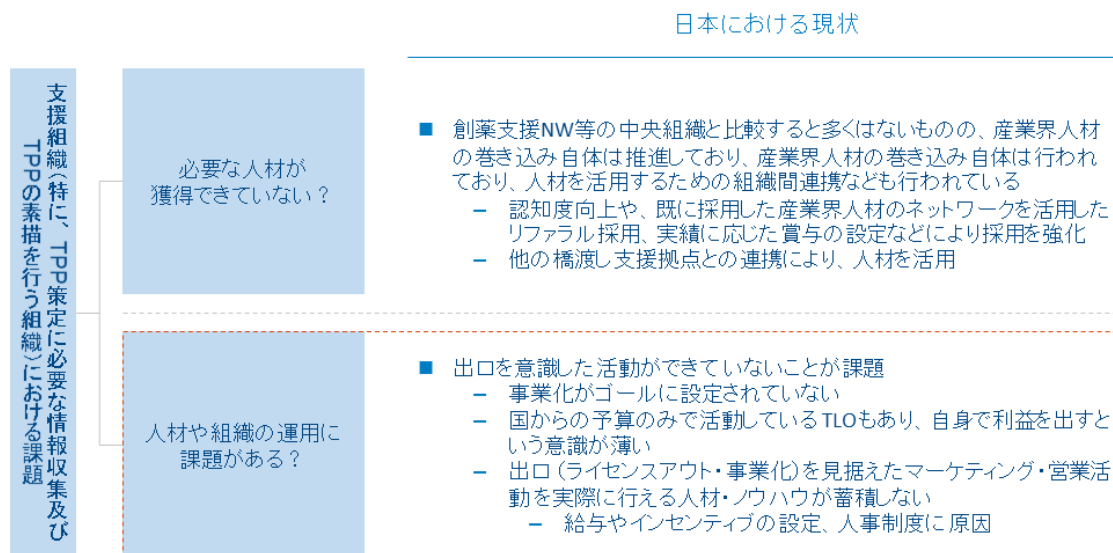 日本における現状
支援組織(特に、TPP策定に必要な情報収集及び
TPPの素描を行う組織)における課題
必要な人材が
獲得できていない?
■ 創薬支援NW等の中央組織と比較すると多くはないものの、産業界人材
の巻き込み自体は推進しており、産業界人材の巻き込み自体は行われ
ており、人材を活用するための組織間連携なども行われている
– 認知度向上や、既に採用した産業界人材のネットワークを活用した
リファラル採用、実績に応じた賞与の設定などにより採用を強化
– 他の橋渡し支援拠点との連携により、人材を活用
人材や組織の運用に
課題がある?
■ 出口を意識した活動ができていないことが課題
– 事業化がゴールに設定されていない
– 国からの予算のみで活動しているTLOもあり、自身で利益を出すと
いう意識が薄い
– 出口(ライセンスアウト・事業化)を見据えたマーケティング・営業活
動を実際に行える人材・ノウハウが蓄積しない
– 給与やインセンティブの設定、人事制度に原因